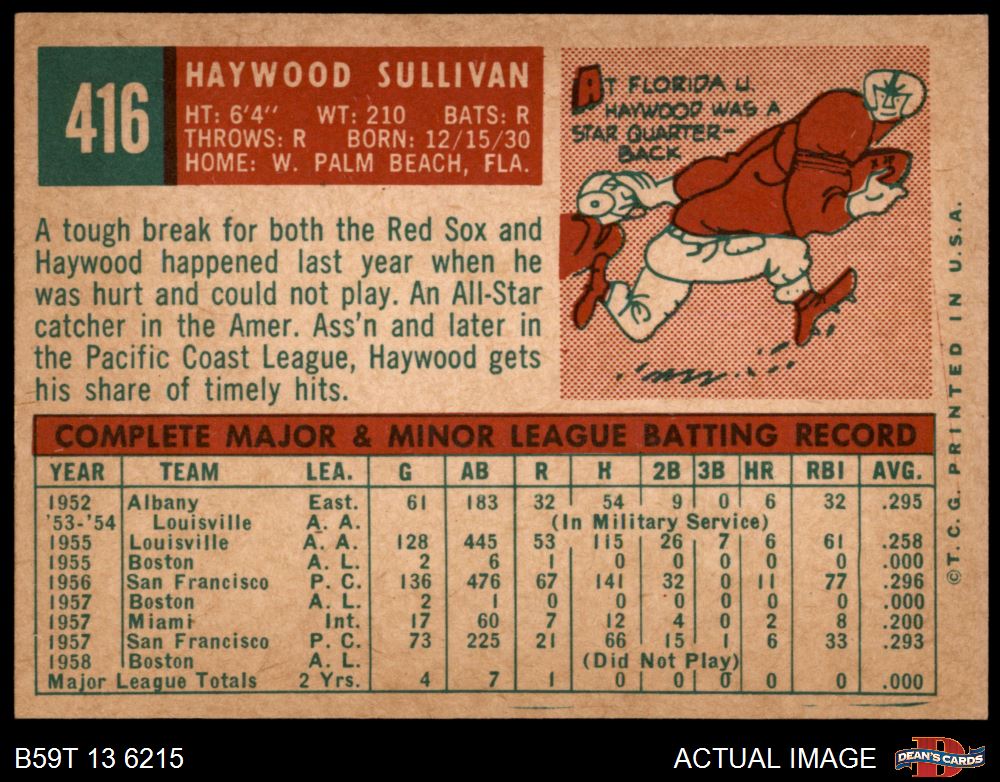 416
HAYWOOD SULLIVAN
HT: 6'4" WT: 210 BATS: R
THROWS: R BORN: 12/15/30
HOME: W. PALM BEACH, FLA.
AT FLORIDA U.
HAYWOOD WAS A
STAR QUARTER-
BACK
A tough break for both the Red Sox and
Haywood happened last year when he
was hurt and could not play. An All-Star
catcher in the Amer. Ass'n and later in
the Pacific Coast League, Haywood gets
his share of timely hits.
©T.C.G. PRINTED IN U.S.A.
COMPLETE MAJOR & MINOR LEAGUE BATTING RECORD
YEAR TEAM LEA. G AB R H 2B 3B HR RBI AVG.
1952 Albany East. 61 183 32 54 9 0 6 32 .295
'53-'54 Louisville A. A. (In Military Service)
1955 Louisville A. A. 128 445 53 115 26 7 6 61 .258
1955 Boston A. L. 2 6 1 0 0 0 0 0 .000
1956 San Francisco P. C. 136 476 67 141 32 0 11 77 .296
1957 Boston A. L. 2 1 0 0 0 0 0 0 .000
1957 Miami Int. 17 60 7 12 4 0 2 8 .200
1957 San Francisco P. C. 73 225 21 66 15 1 6 33 .293
1958 Boston A. L. (Did Not Play)
Major League Totals 2 Yrs. 4 7 1 0 0 0 0 0 .000
B59T 13 6215
ACTUAL IMAGE
D
DEAN'S CARDS